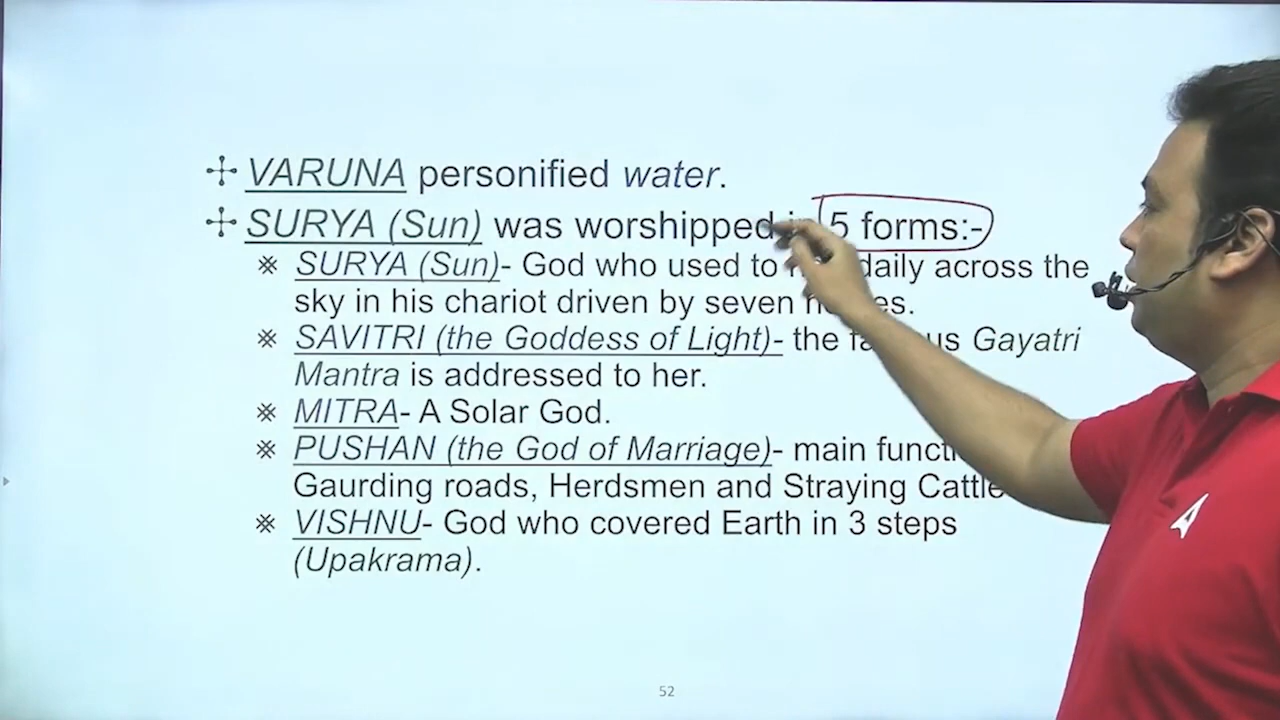 VARUNA personified water.
SURYA (Sun) was worshipped 5 forms:-
SURYA (Sun)- God who used to daily across the
sky in his chariot driven by seven
SAVITRI (the Goddess of Light)- the Gayatri
Mantra is addressed to her.
MITRA- A Solar God.
PUSHAN (the God of Marriage)- main
Gaurding roads, Herdsmen and Straying Cattle
VISHNU- God who covered Earth in 3 steps
(Upakrama).
52